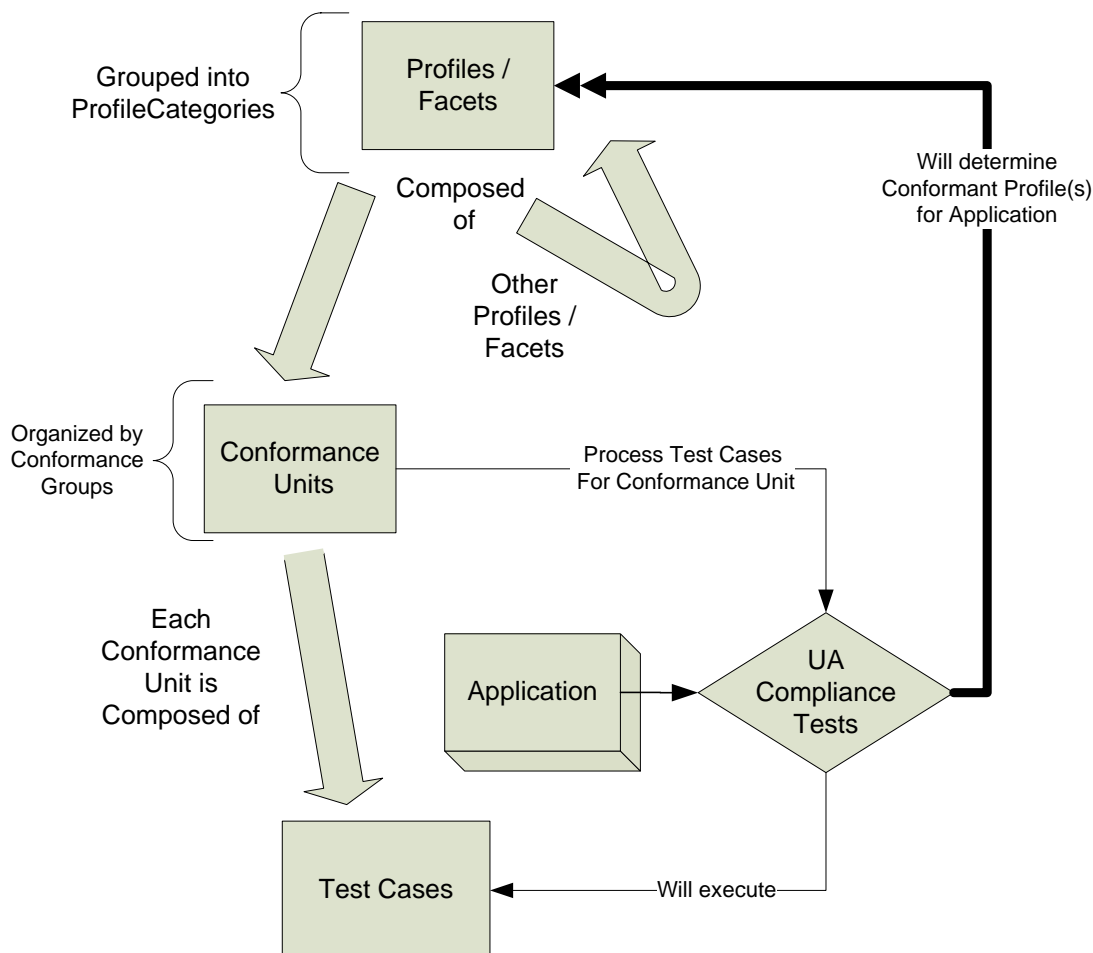 Grouped into
ProfileCategories
Profiles /
Facets
Will determine
Conformant Profile(s)
for Application
Composed
of
Other
Profiles /
Facets
Organized by
Conformance
Groups
Conformance
Units
Process Test Cases
For Conformance Unit
Each
Conformance
Unit is
Composed of
Application
UA
Compliance
Tests
Test Cases
Will execute